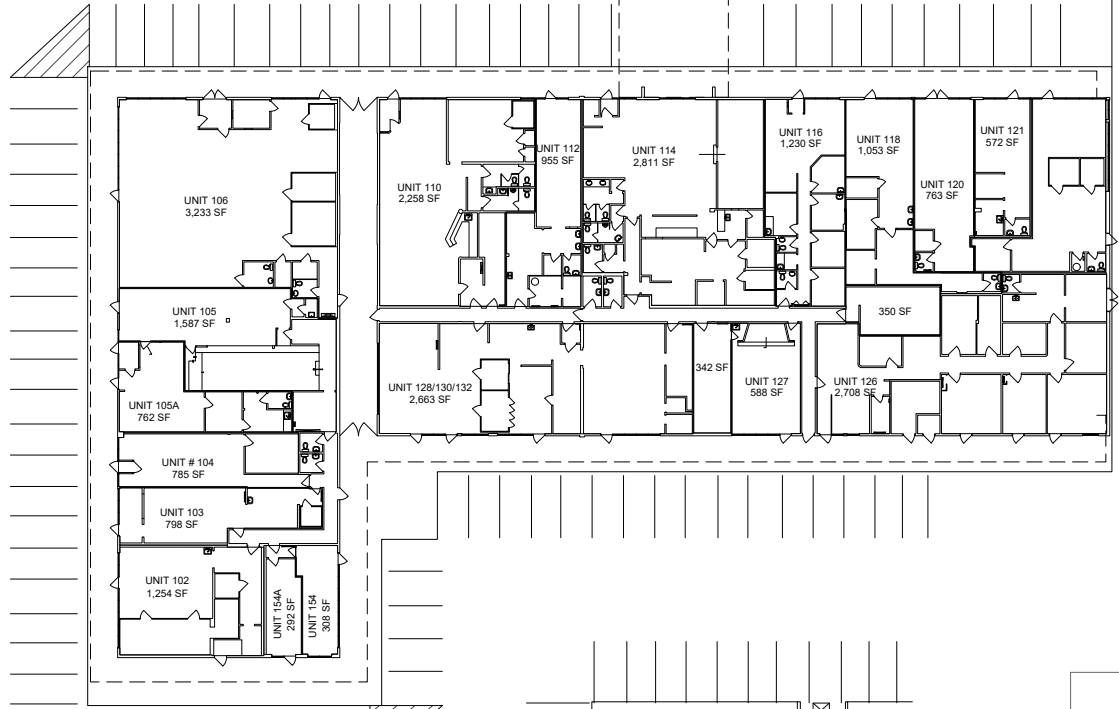 UNIT 106
3,233 SF
UNIT 105
1,587 SF
UNIT 105A
762 SF
UNIT # 104
785 SF
UNIT 103
798 SF
UNIT 102
1,254 SF
UNIT 154A
292 SF
UNIT 154
308 SF
UNIT 110
2,258 SF
UNIT 112
955 SF
UNIT 114
2,811 SF
UNIT 116
1,230 SF
UNIT 118
1,053 SF
UNIT 120
763 SF
UNIT 121
572 SF
350 SF
UNIT 128/130/132
2,663 SF
342 SF
UNIT 127
588 SF
UNIT 126
2,708 SF